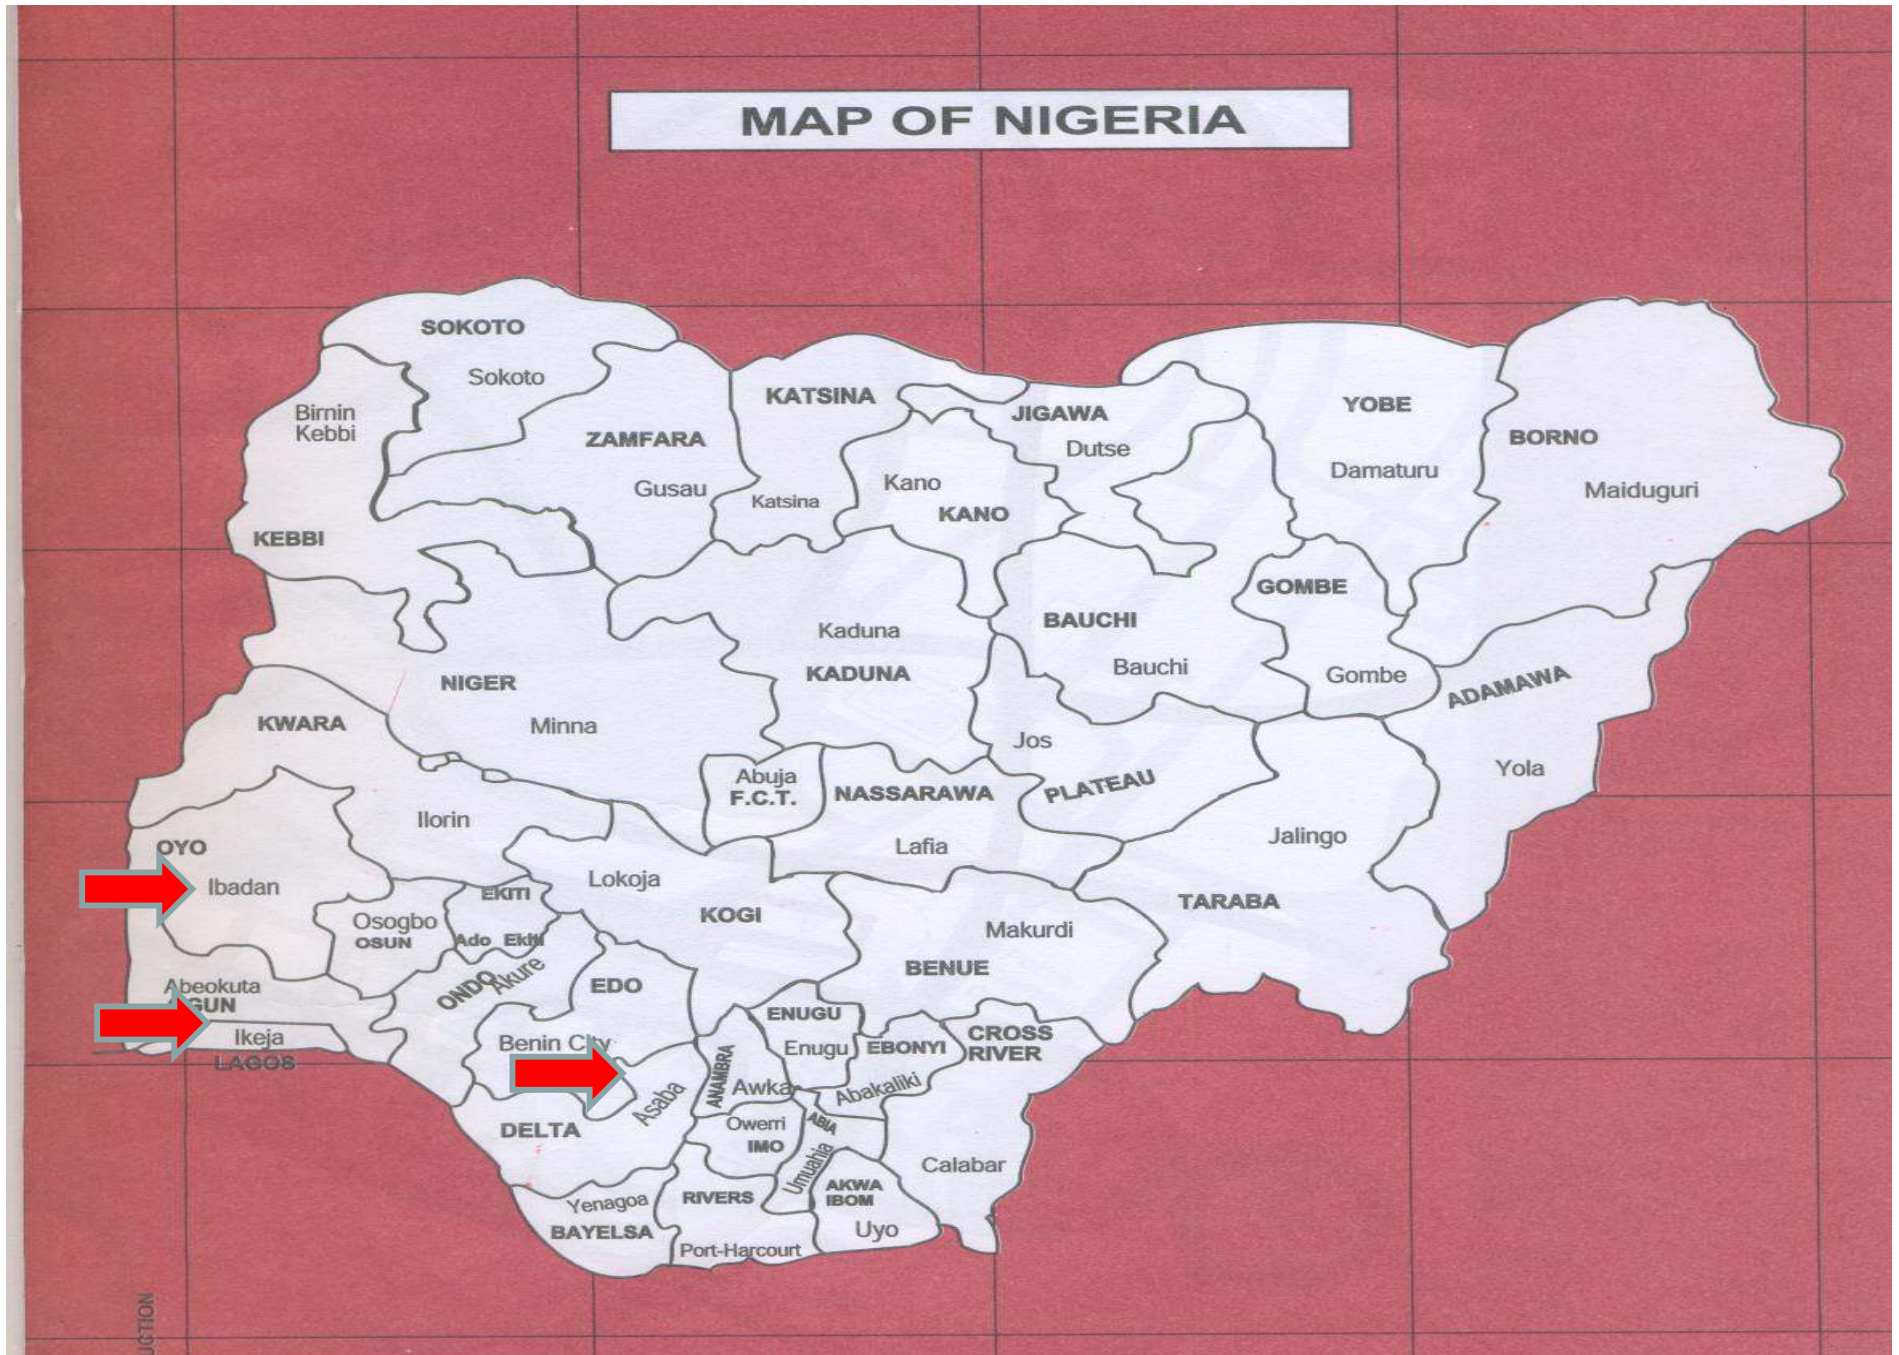 MAP OF NIGERIA
SOKOTO
Sokoto
KATSINA
YOBE
Birnin
Kebbi
JIGAWA
ZAMFARA
Dutse
BORNO
Damaturu
Gusau
Katsina
Kano
Maiduguri
KANO
KEBBI
GOMBE
BAUCHI
Kaduna
Bauchi
KADUNA
Gombe
NIGER
ADAMAWA
KWARA
Minna
Jos
Abuja
F.C.T.
NASSARAWA
PLATEAU
Yola
Ilorin
Jalingo
OYO
Lafia
Ibadan
Lokoja
EKITI
TARABA
Osogbo
OSUN
KOGI
Makurdi
Ado Ekiti
BENUE
ONDO
Akure
EDO
Abeokuta
GUN
ENUGU
Ikeja
LAGOS
Benin City
Enugu
EBONYI
CROSS
RIVER
ANAMBRA
Awka
Abakaliki
Asaba
DELTA
Owerri
IMO
ABIA
Umuahia
Calabar
AKWA
IBOM
Yenagoa
RIVERS
BAYELSA
Uyo
Port-Harcourt
UCTION